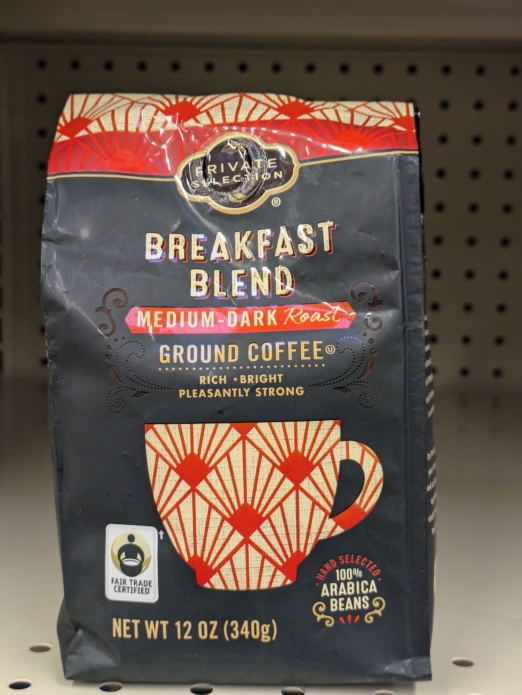 PRIVATE
SELECTION
®
BREAKFAST
BLEND
MEDIUM-DARK Roast
GROUND COFFEE Ⓤ
RICH • BRIGHT
PLEASANTLY STRONG
†
FAIR TRADE
CERTIFIED
HAND SELECTED
100%
ARABICA
BEANS
NET WT 12 OZ (340g)